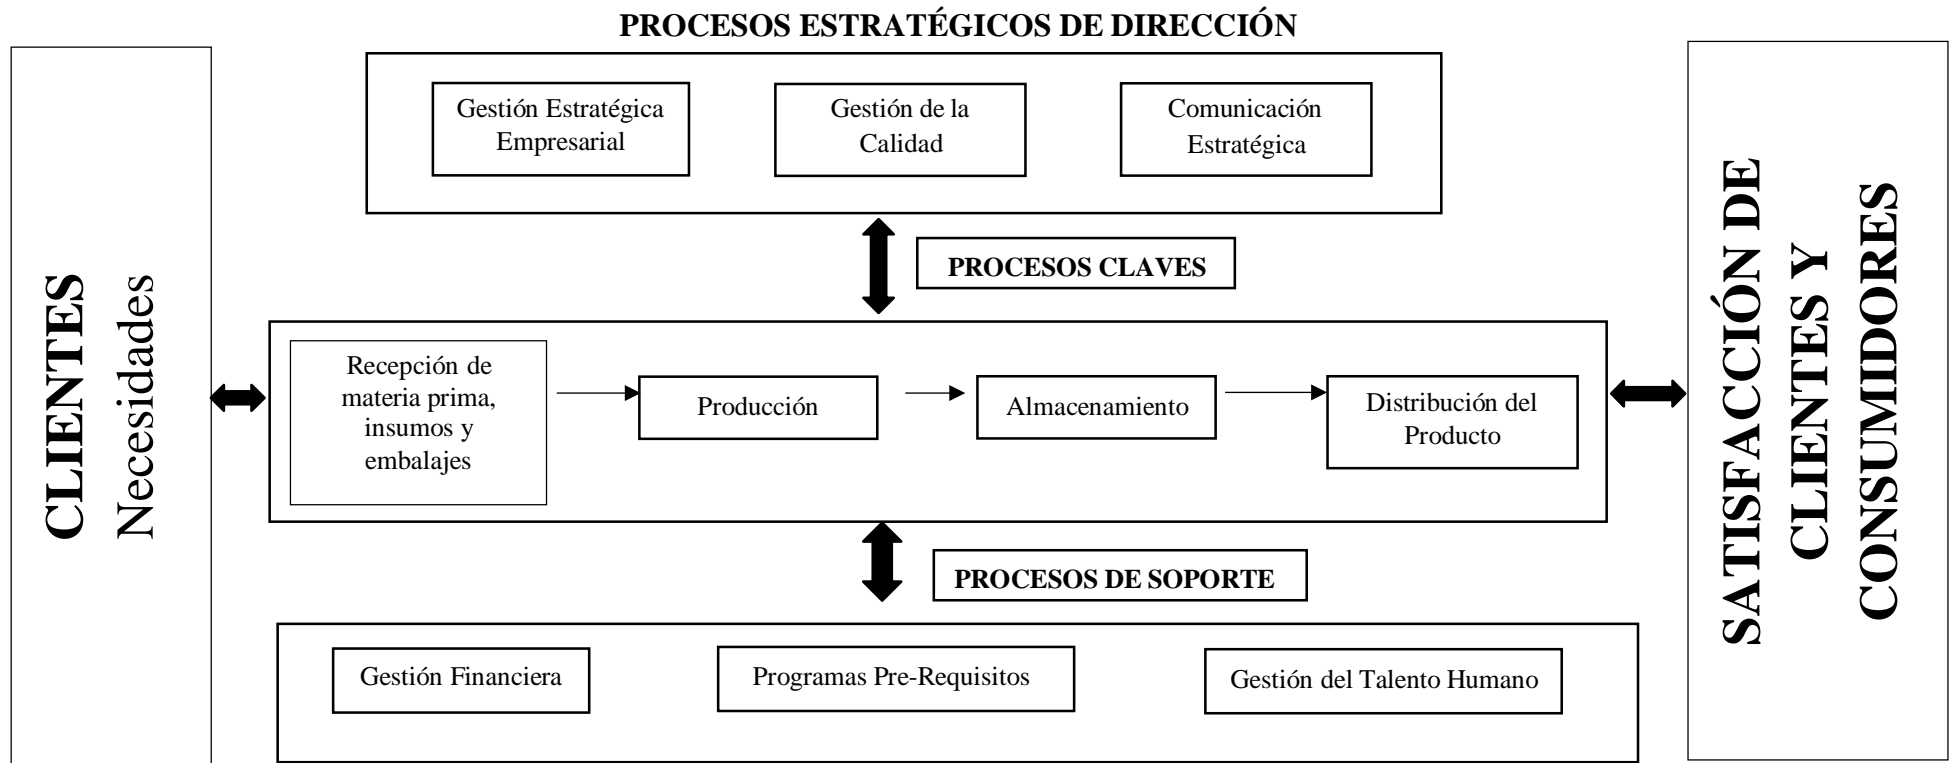 PROCESOS ESTRATÉGICOS DE DIRECCIÓN
CLIENTES
Necesidades
Gestión Estratégica
Empresarial
Gestión de la
Calidad
Comunicación
Estratégica
PROCESOS CLAVES
Recepción de
materia prima,
insumos y
embalajes
Producción
Almacenamiento
Distribución del
Producto
PROCESOS DE SOPORTE
Gestión Financiera
Programas Pre-Requisitos
Gestión del Talento Humano
SATISFACCIÓN DE
CLIENTES Y
CONSUMIDORES